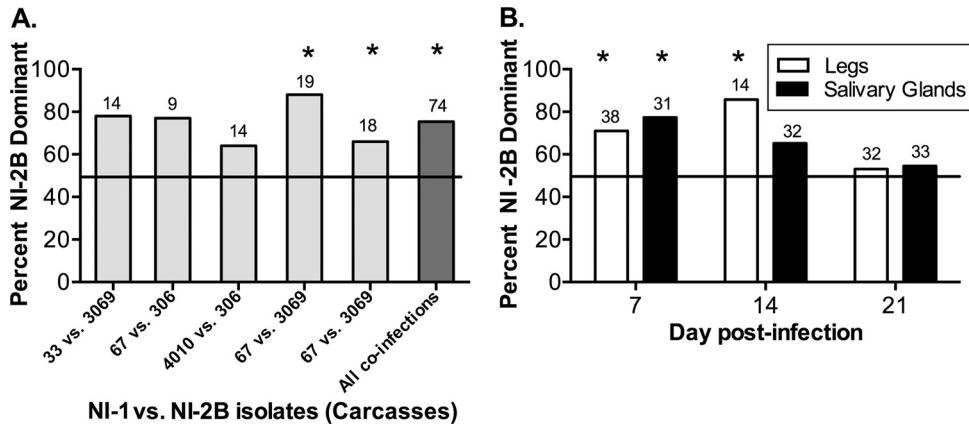 A.
Percent NI-2B Dominant
100
80
60
40
20
0
14
9
14
* 19
* 18
* 74
33 vs. 3069
67 vs. 306
4010 vs. 306
67 vs. 3069
67 vs. 3069
All co-infections
NI-1 vs. NI-2B isolates (Carcasses)
B.
Percent NI -2B Dominant
100
80
60
40
20
0
Legs
Salivary Glands
* 38
* 31
* 14
32
32
33
7
14
21
Day post-infection